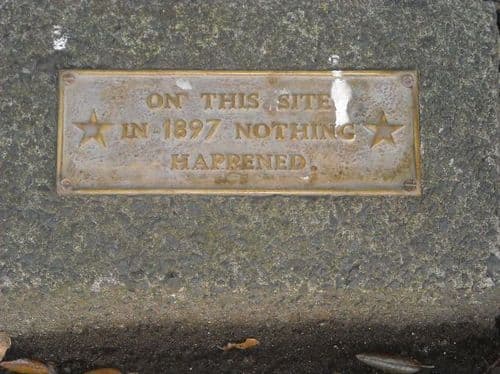 ON THIS SITE
IN 1897 NOTHING
HAPPENED.